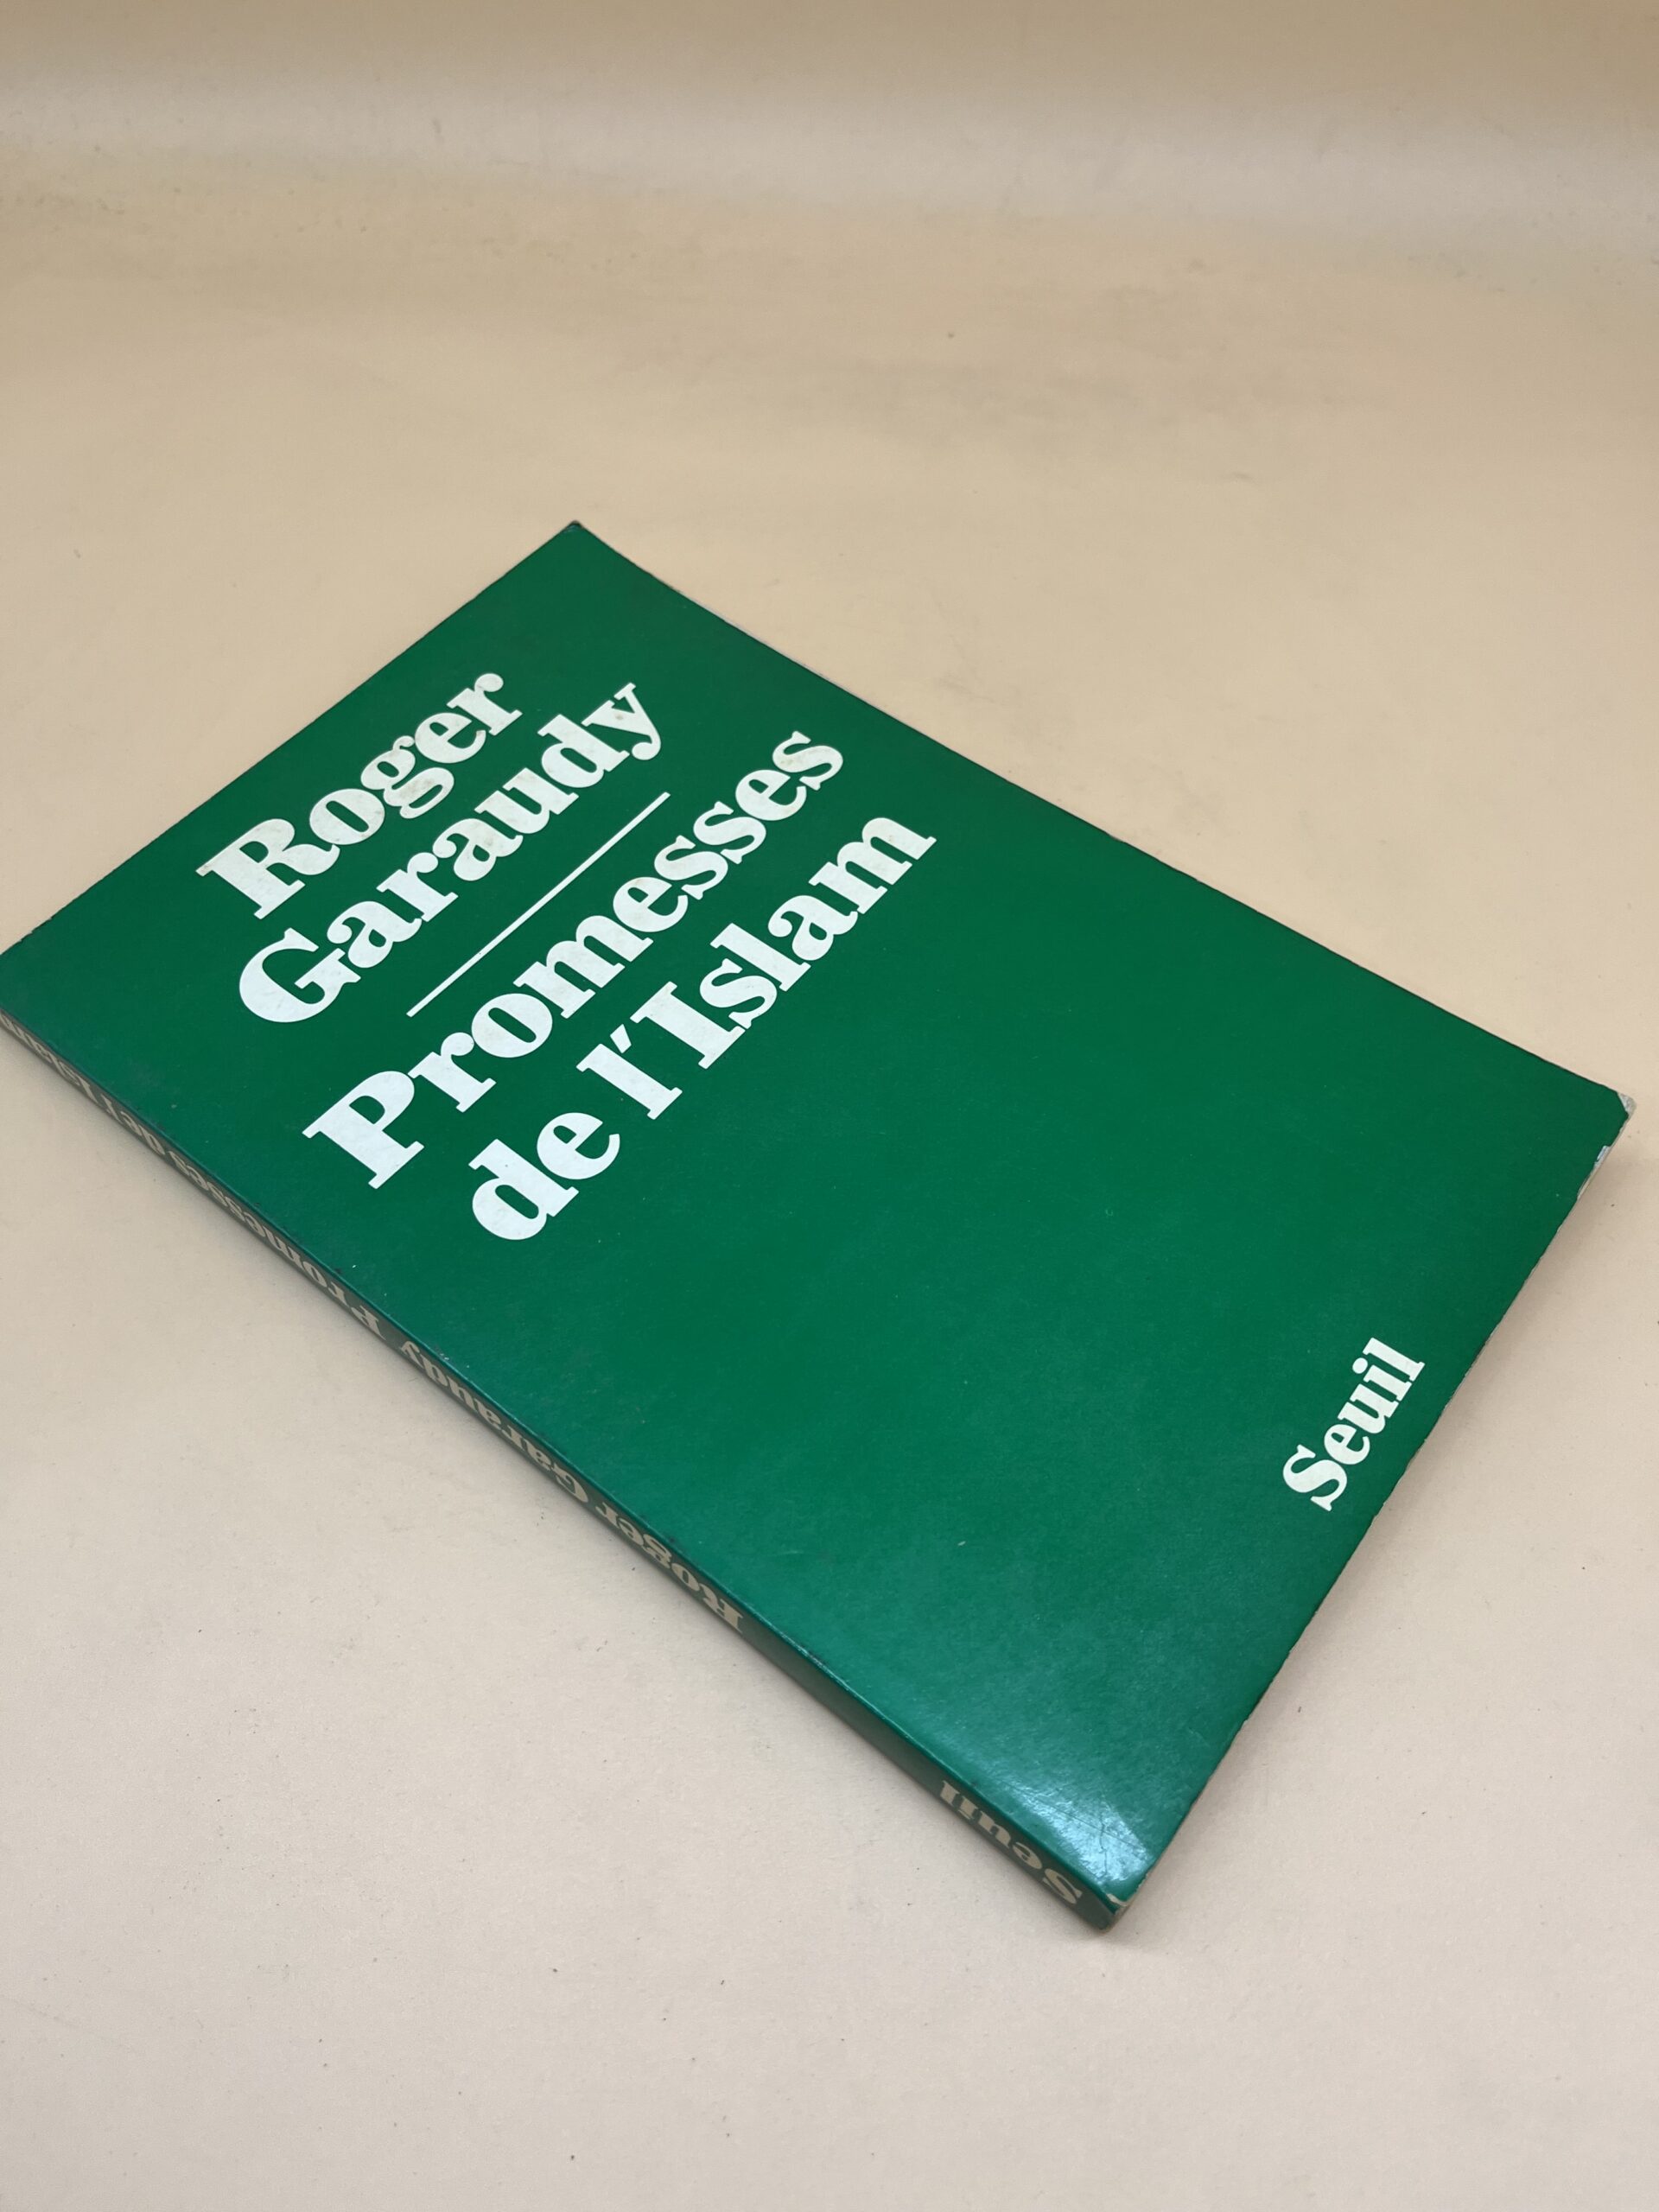 Roger
Garaudy
Promesses
de l'Islam
Seuil
Roger Garaudy Promesses de l'Islam
Seuil